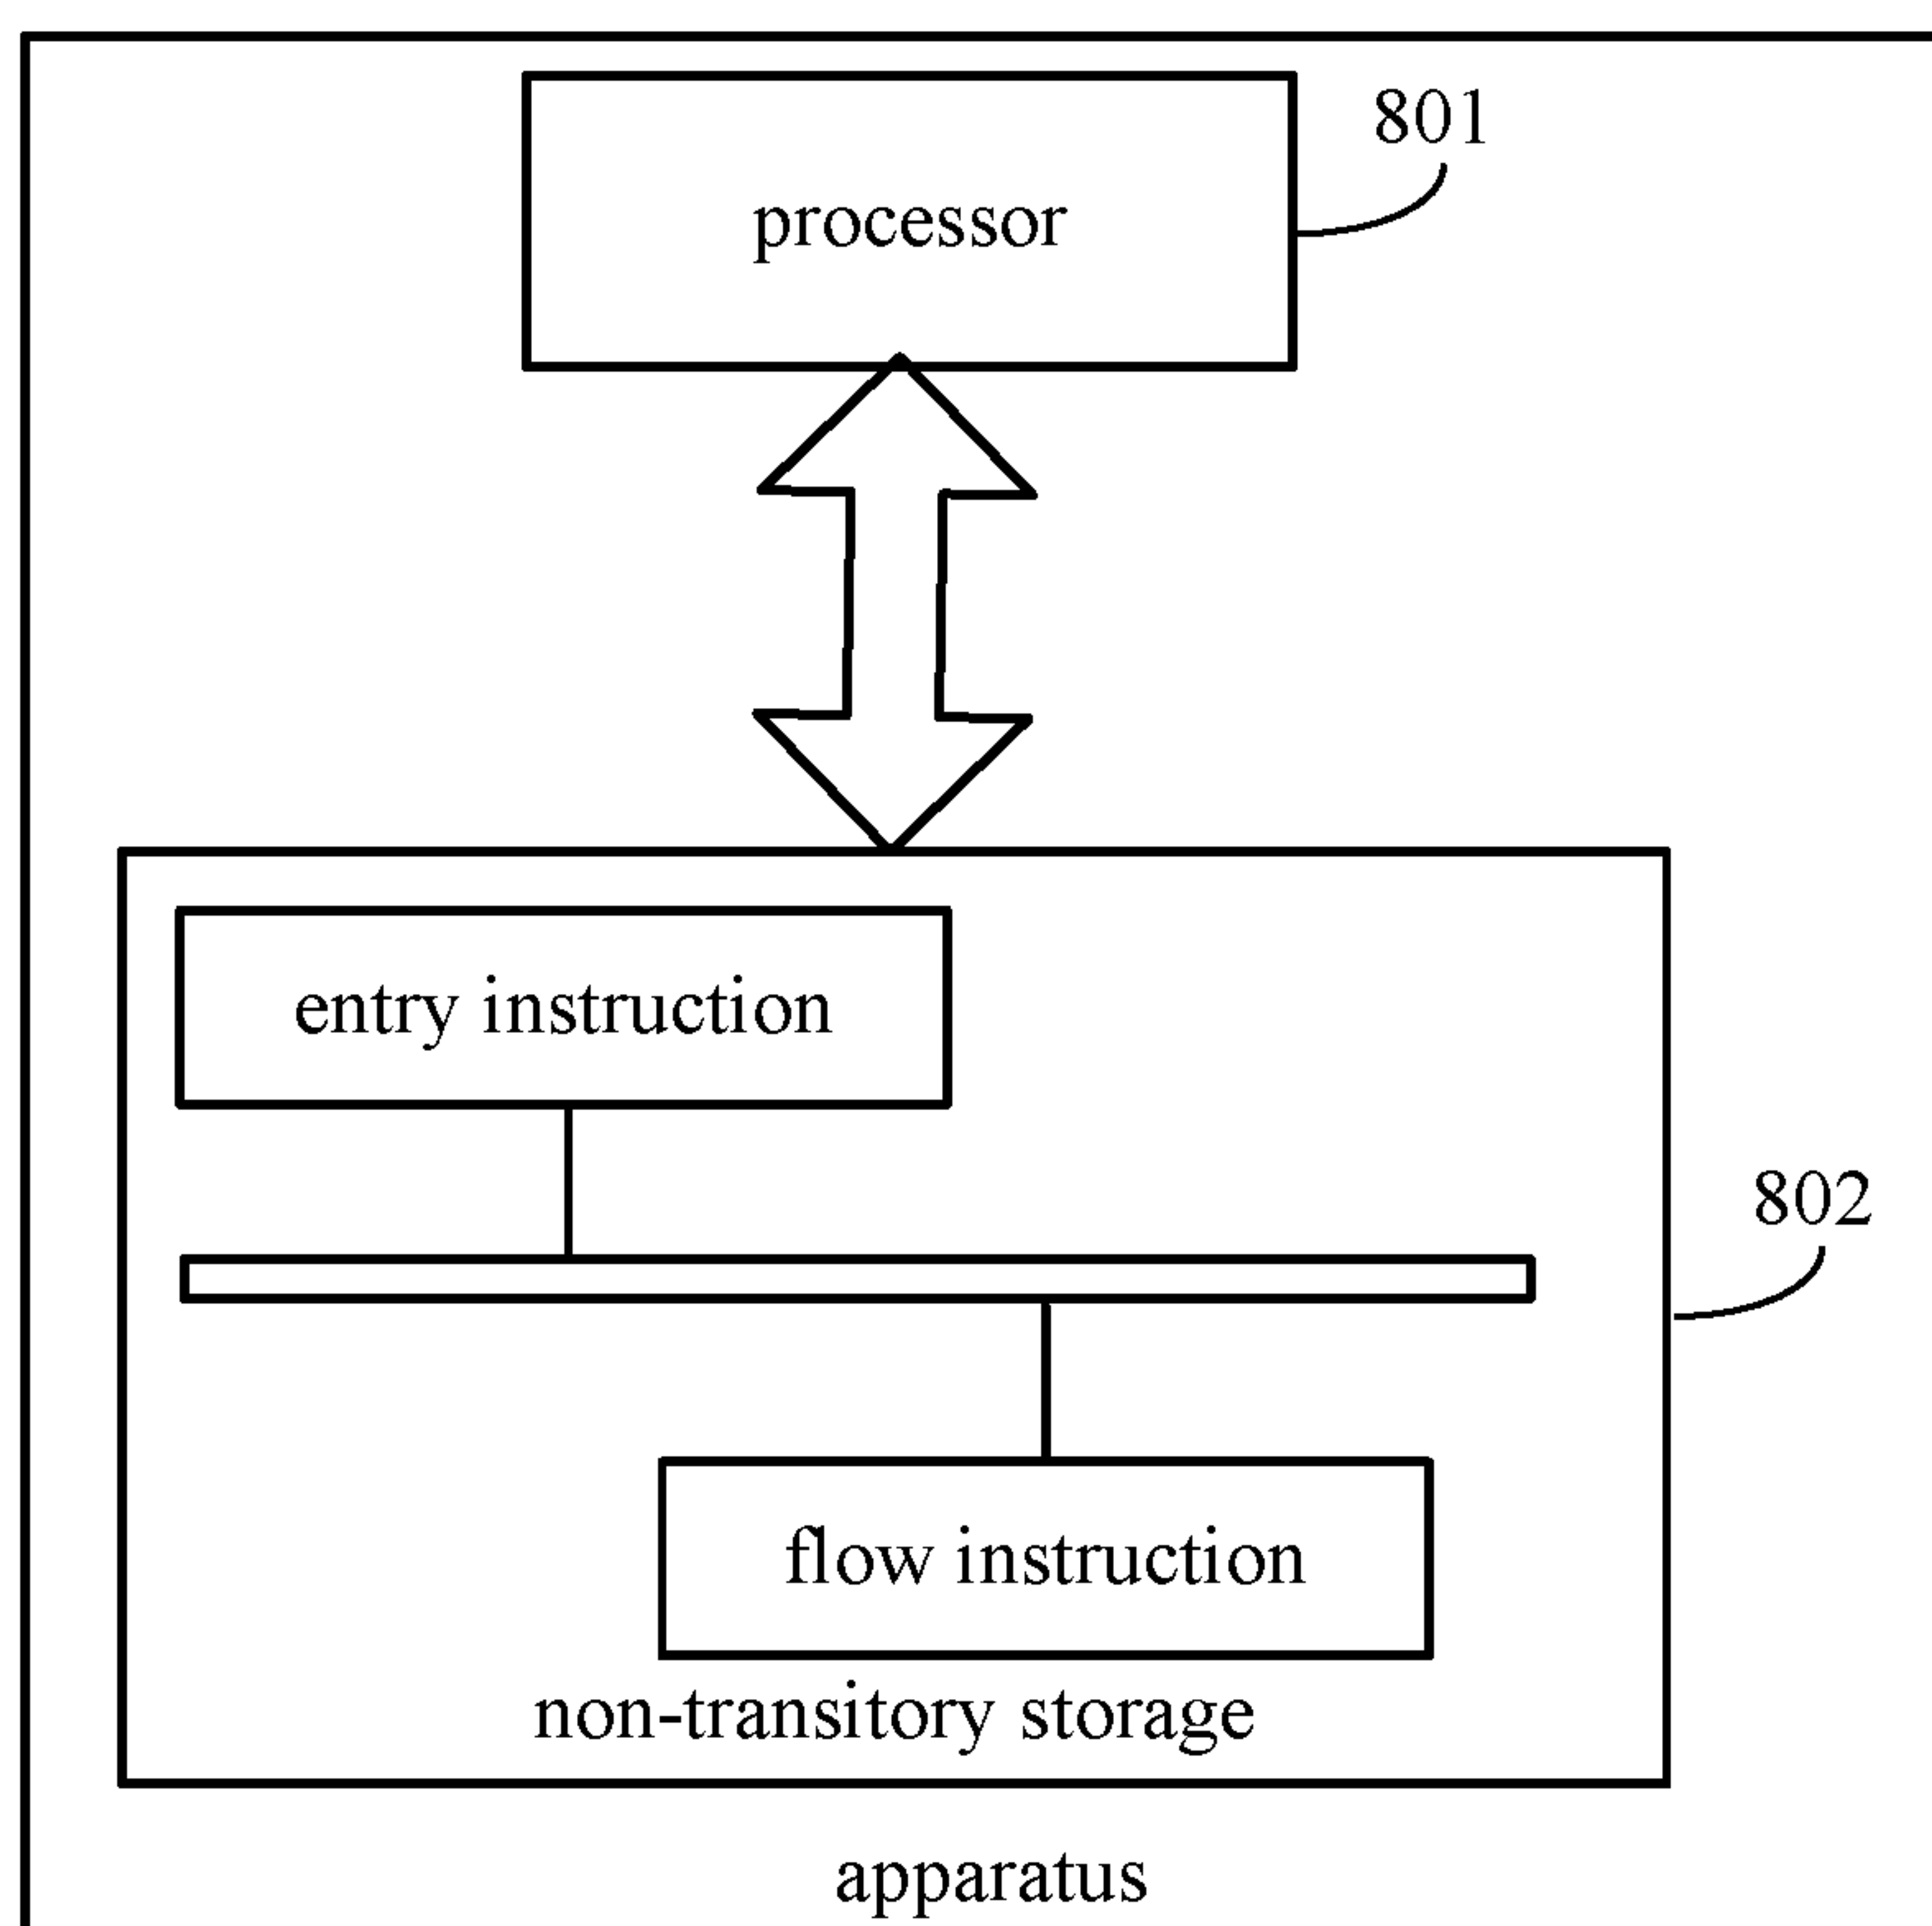 801
processor
entry instruction
802
flow instruction
non-transitory storage
apparatus